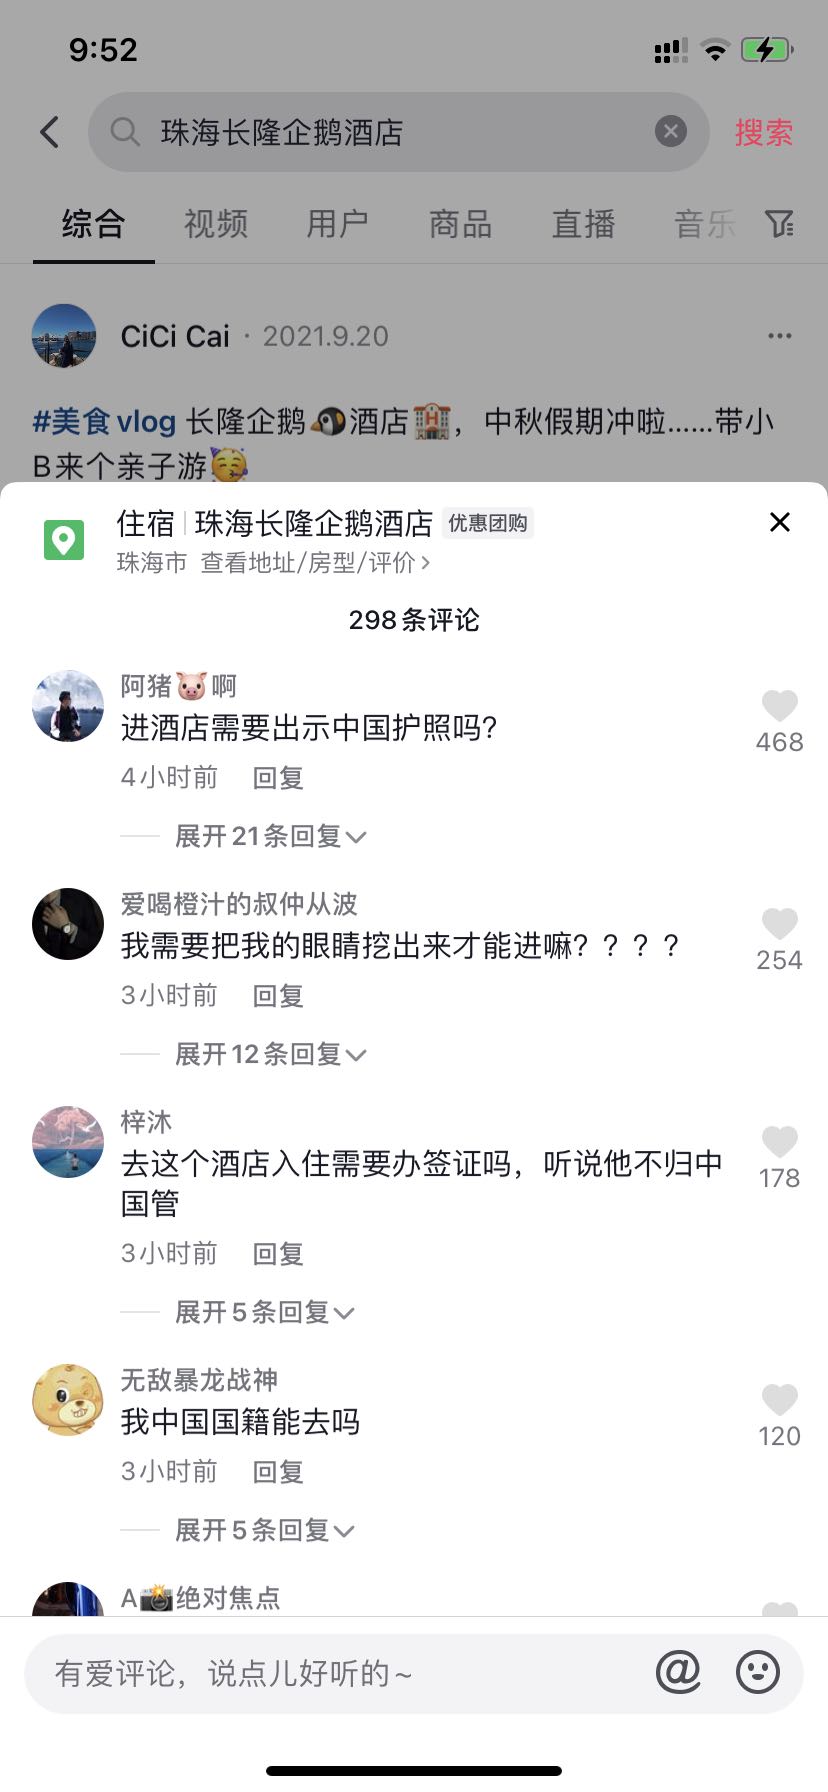 9:52
珠海长隆企鹅酒店
搜索
综合 视频 用户 商品 直播 音乐
CiCi Cai · 2021.9.20
#美食vlog 长隆企鹅🐧酒店🏨，中秋假期冲啦……带小
B来个亲子游🥳
住宿 | 珠海长隆企鹅酒店 优惠团购
珠海市 查看地址/房型/评价>
298条评论
阿猪🐷啊
进酒店需要出示中国护照吗？
468
4小时前 回复
展开21条回复
爱喝橙汁的叔仲从波
我需要把我的眼睛挖出来才能进嘛？？？？
254
3小时前 回复
展开12条回复
梓沐
去这个酒店入住需要办签证吗，听说他不归中
国管
178
3小时前 回复
展开5条回复
无敌暴龙战神
我中国国籍能去吗
120
3小时前 回复
展开5条回复
A📸绝对焦点
有爱评论，说点儿好听的~
@